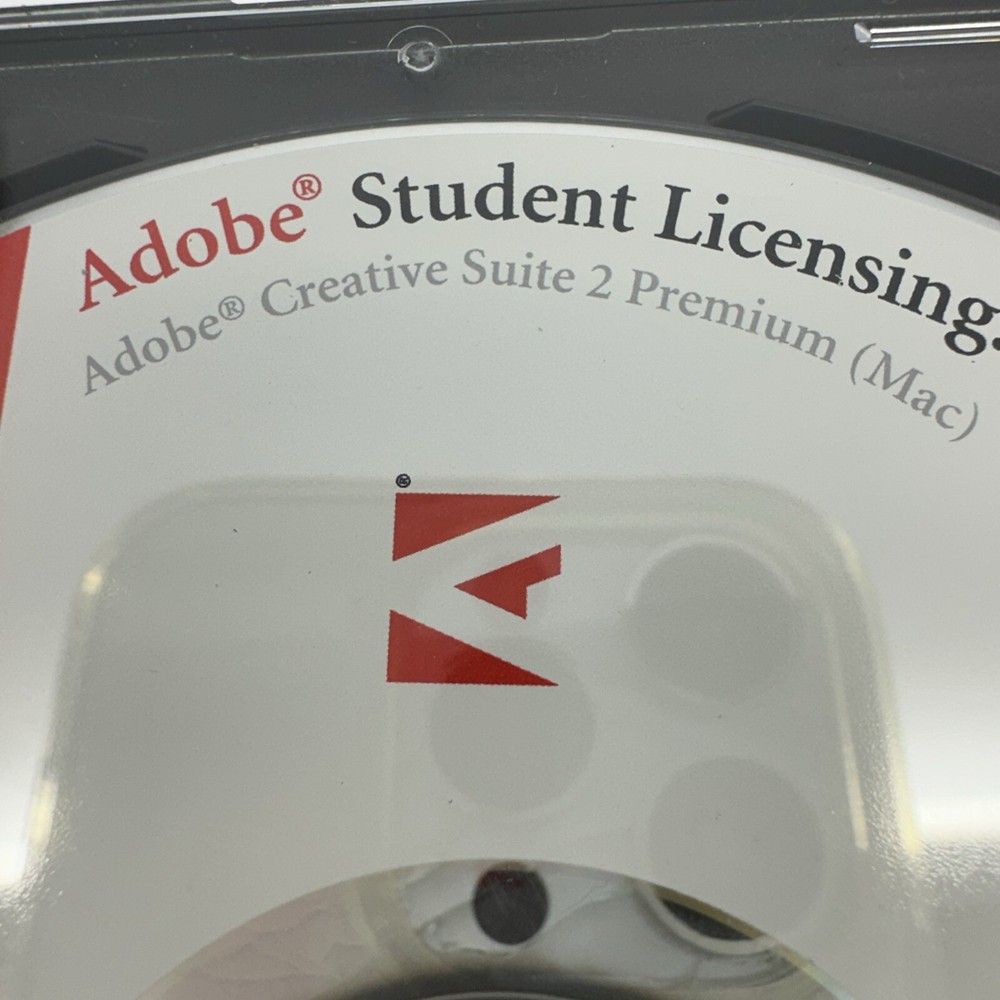 Adobe® Student Licensing.
Adobe® Creative Suite 2 Premium (Mac)
®